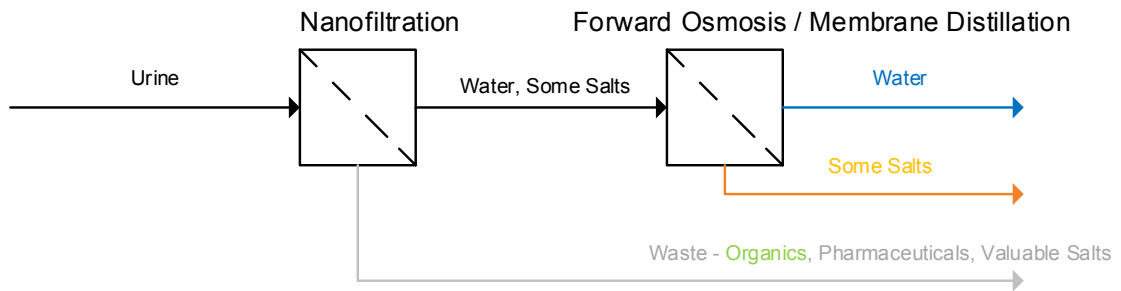 Nanofiltration
Forward Osmosis / Membrane Distillation
Urine
Water, Some Salts
Water
Some Salts
Waste - Organics, Pharmaceuticals, Valuable Salts